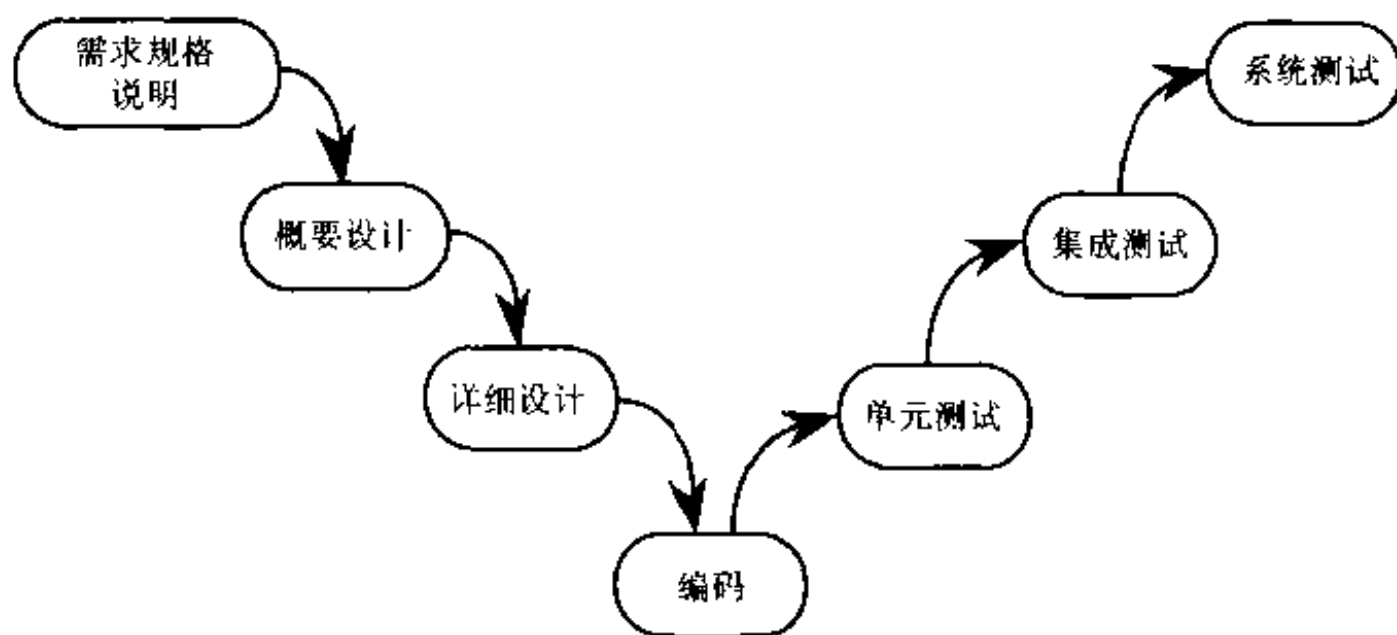 需求规格
说明
系统测试
概要设计
集成测试
详细设计
单元测试
编码